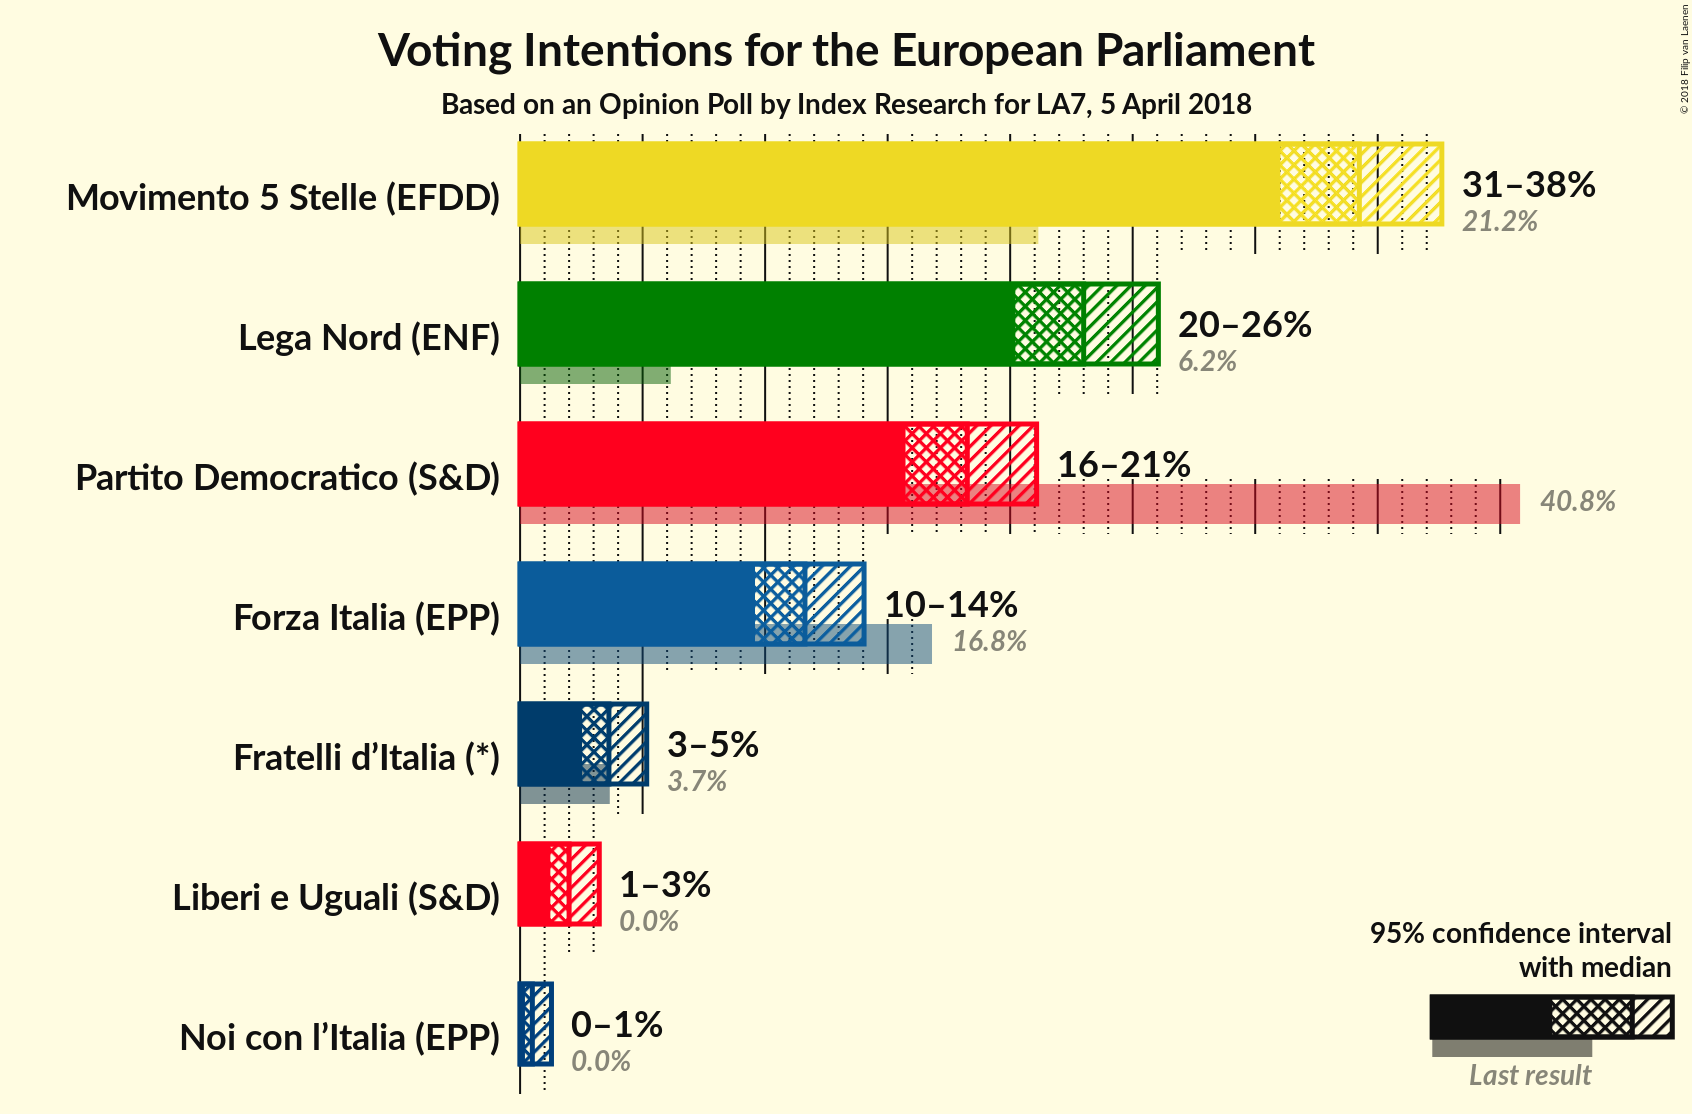 Voting Intentions for the European Parliament
Based on an Opinion Poll by Index Research for LA7, 5 April 2018
© 2018 Filip van Laenen
Movimento 5 Stelle (EFDD)
31–38%
21.2%
Lega Nord (ENF)
20–26%
6.2%
Partito Democratico (S&D)
16–21%
40.8%
Forza Italia (EPP)
10–14%
16.8%
Fratelli d’Italia (*)
3–5%
3.7%
Liberi e Uguali (S&D)
1–3%
0.0%
Noi con l’Italia (EPP)
0–1%
0.0%
95% confidence interval
with median
Last result